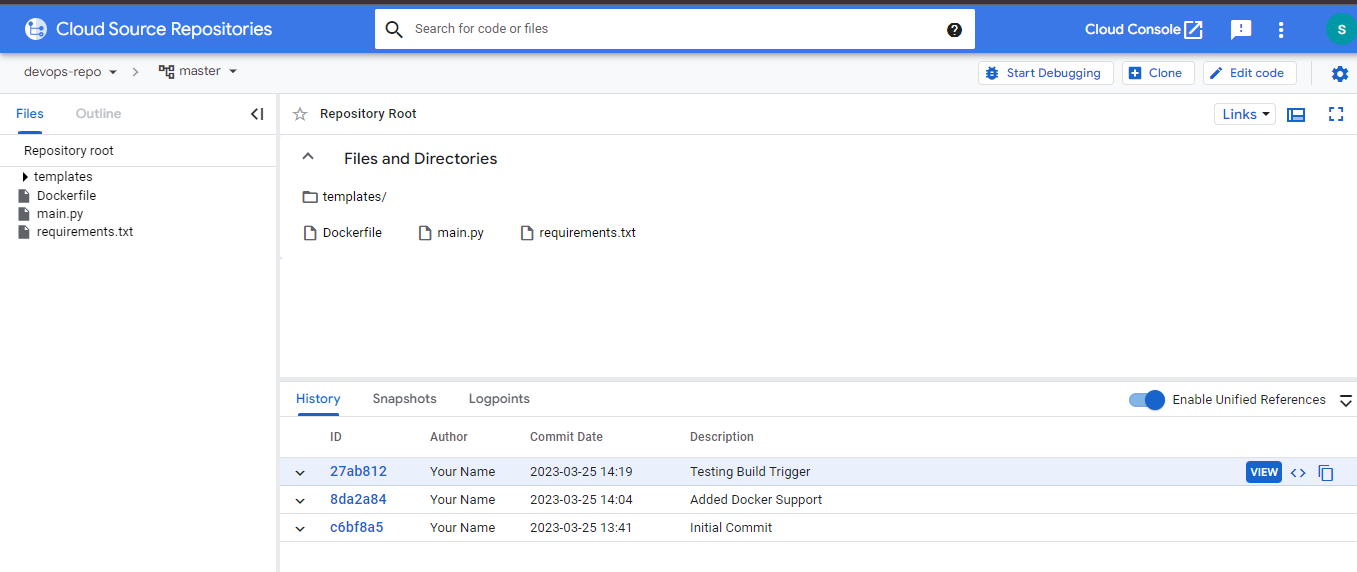 Cloud Source Repositories
Search for code or files
?
Cloud Console
!
S
devops-repo
master
Start Debugging
Clone
Edit code
Files
Outline
Repository root
templates
Dockerfile
main.py
requirements.txt
Repository Root
Links
Files and Directories
templates/
Dockerfile main.py requirements.txt
History Snapshots Logpoints
Enable Unified References
ID Author Commit Date Description
27ab812 Your Name 2023-03-25 14:19 Testing Build Trigger VIEW <>
8da2a84 Your Name 2023-03-25 14:04 Added Docker Support
c6bf8a5 Your Name 2023-03-25 13:41 Initial Commit